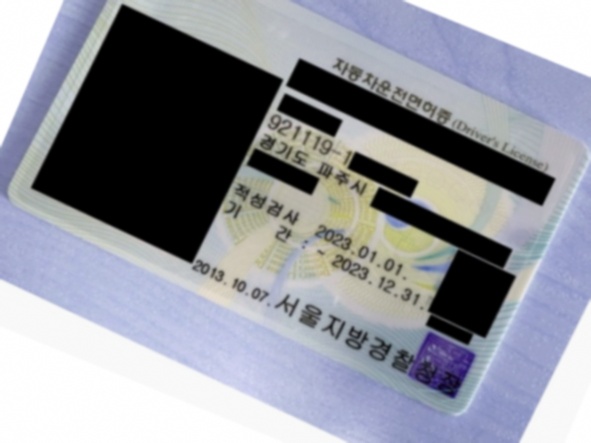 자동차운전면허증 (Driver's License)
921119-1
경기도 파주시
적성검사 2023.01.01.
기 간 : ~ 2023.12.31.
2013.10.07. 서울지방경찰청장